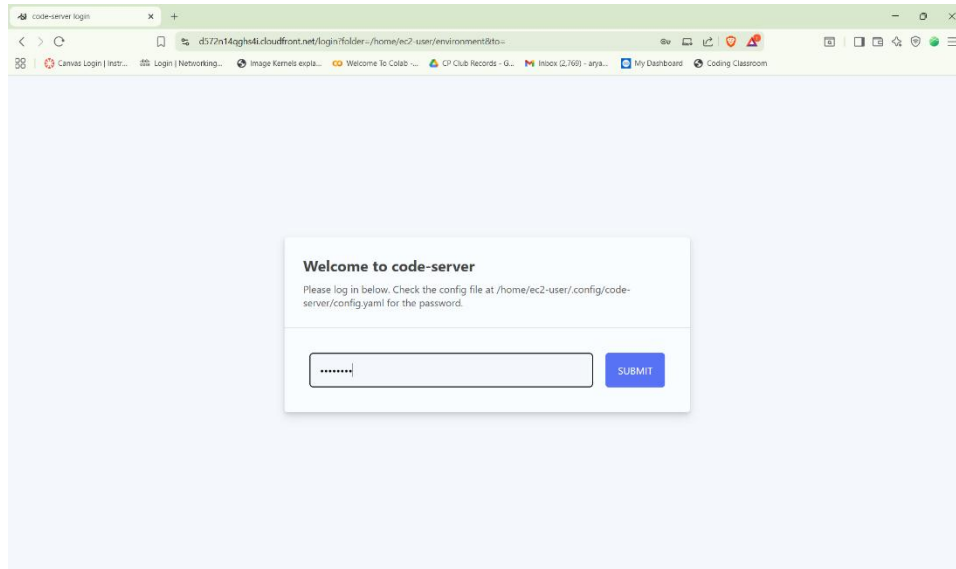 code-server login
d572n14qghs4i.cloudfront.net/login?folder=/home/ec2-user/environment&to=
Canvas Login | Instr...
Login | Networking...
Image Kernels expla...
Welcome To Colab -...
CP Club Records - G...
Inbox (2,769) - arya...
My Dashboard
Coding Classroom
Welcome to code-server
Please log in below. Check the config file at /home/ec2-user/.config/code-
server/config.yaml for the password.
SUBMIT